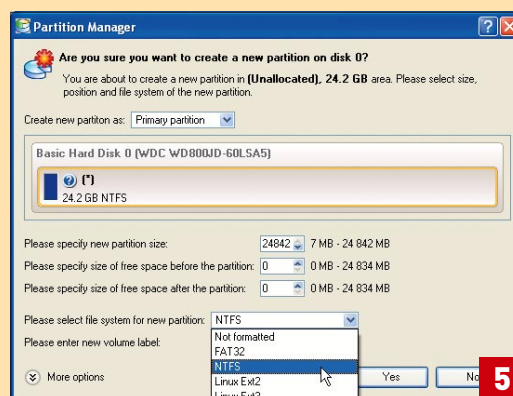 Partition Manager
Are you sure you want to create a new partition on disk 0?
You are about to create a new partition in (Unallocated), 24.2 GB area. Please select size,
position and file system of the new partition.
Create new partiton as: Primary partition
Basic Hard Disk 0 (WDC WD800JD-60LSA5)
(*)
24.2 GB NTFS
Please specify new partition size: 24842 7 MB - 24 842 MB
Please specify size of free space before the partition: 0 0 MB - 24 834 MB
Please specify size of free space after the partition: 0 0 MB - 24 834 MB
Please select file system for new partition: NTFS
Please enter new volume label:
Not formatted
FAT32
NTFS
Linux Ext2
Linux Ext3
More options
Yes
No
5